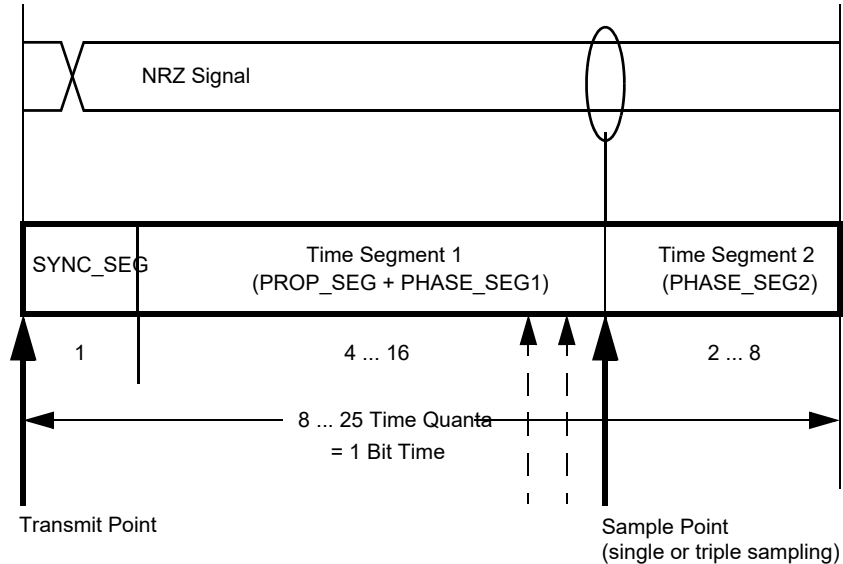 NRZ Signal
SYNC_SEG
Time Segment 1
(PROP_SEG + PHASE_SEG1)
Time Segment 2
(PHASE_SEG2)
1
4 ... 16
2 ... 8
8 ... 25 Time Quanta
= 1 Bit Time
Transmit Point
Sample Point
(single or triple sampling)